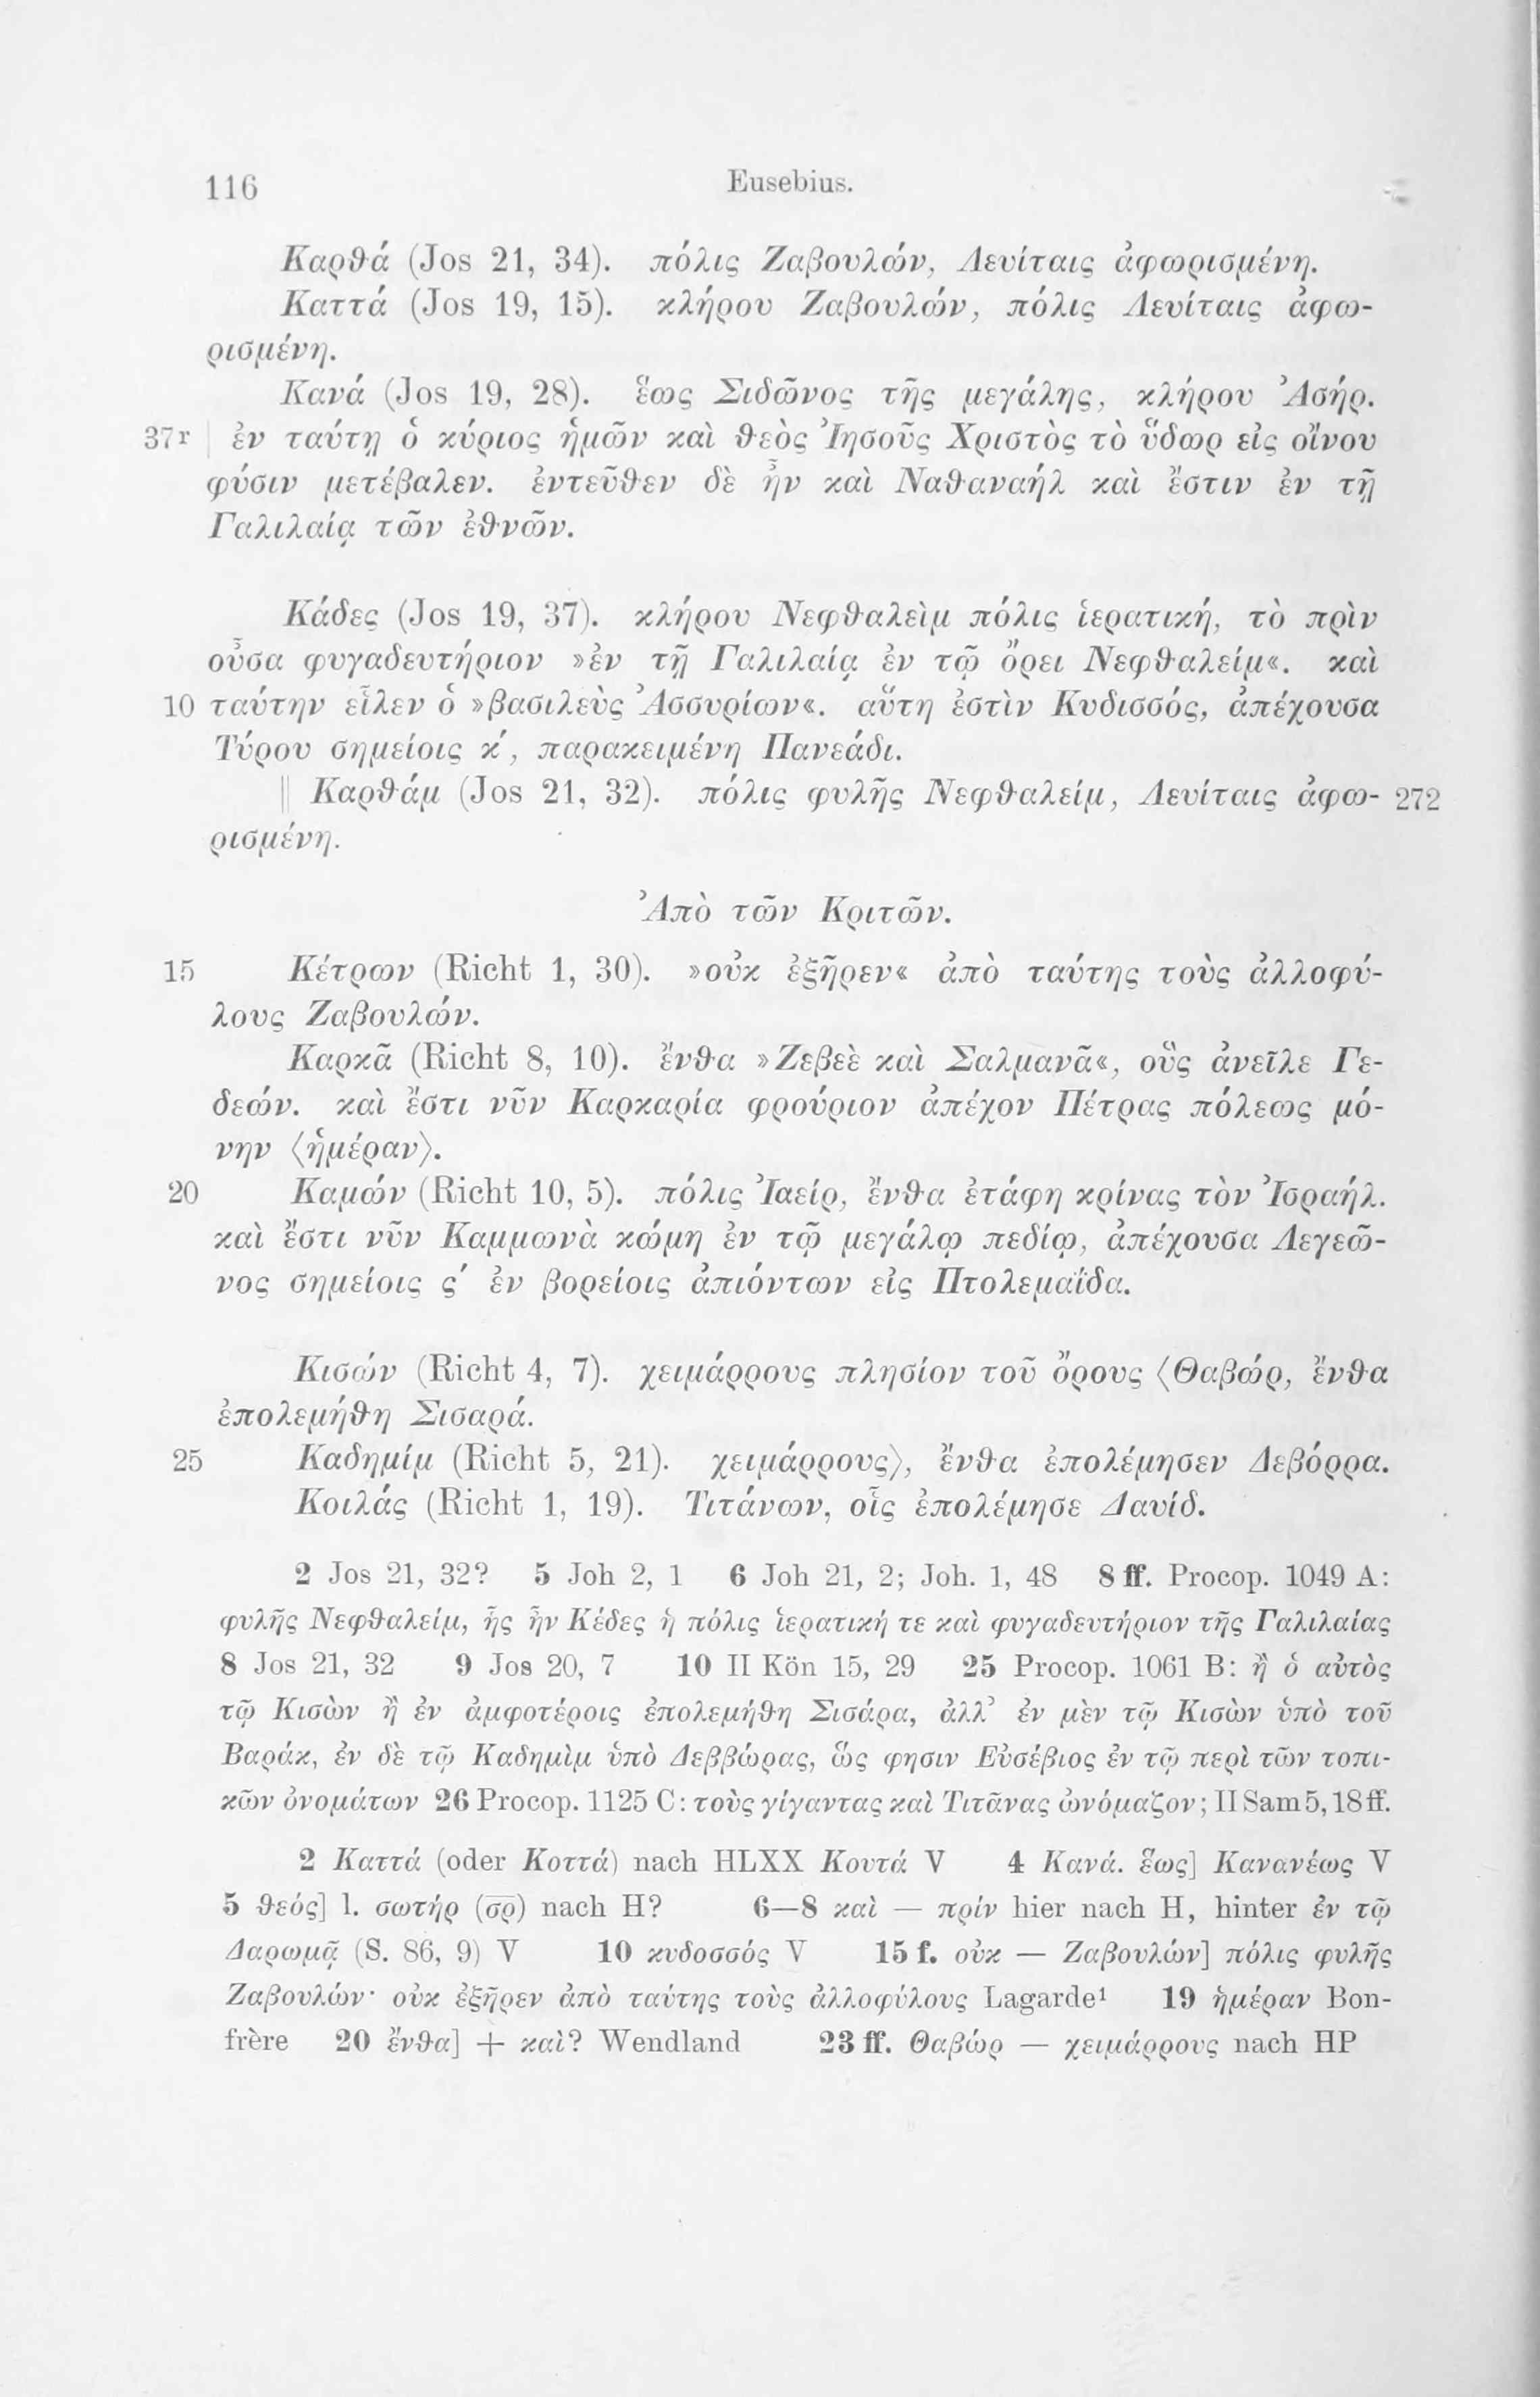 116
Eusebius.
Καρθά (Jos 21, 34). πόλις Ζαβουλών, Λευίταις ἀφωρισμένη.
Καττά (Jos 19, 15). κλήρου Ζαβουλών, πόλις Λευίταις ἀφω-
ρισμένη.
Κανά (Jos 19, 28). ἕως Σιδῶνος τῆς μεγάλης, κλήρου Ἀσήρ.
37r | ἐν ταύτῃ ὁ κύριος ἡμῶν καὶ θεὸς Ἰησοῦς Χριστὸς τὸ ὕδωρ εἰς οἴνου
φύσιν μετέβαλεν. ἐντεῦθεν δὲ ἦν καὶ Ναθαναήλ καὶ ἔστιν ἐν τῇ
Γαλιλαίᾳ τῶν ἐθνῶν.
Κάδες (Jos 19, 37). κλήρου Νεφθαλεὶμ πόλις ἱερατική, τὸ πρὶν
οὖσα φυγαδευτήριον »ἐν τῇ Γαλιλαίᾳ ἐν τῷ ὄρει Νεφθαλείμ«. καὶ
10 ταύτην εἷλεν ὁ »βασιλεὺς Ἀσσυρίων«. αὕτη ἐστὶν Κυδισσός, ἀπέχουσα
Τύρου σημείοις κ΄, παρακειμένη Πανεάδι.
‖ Καρθάμ (Jos 21, 32). πόλις φυλῆς Νεφθαλείμ, Λευίταις ἀφω- 272
ρισμένη.
Ἀπὸ τῶν Κριτῶν.
15 Κέτρων (Richt 1, 30). »οὐκ ἐξῆρεν« ἀπὸ ταύτης τοὺς ἀλλοφύ-
λους Ζαβουλών.
Καρκᾶ (Richt 8, 10). ἔνθα »Ζεβεὲ καὶ Σαλμανᾶ«, οὓς ἀνεῖλε Γε-
δεών. καὶ ἔστι νῦν Καρκαρία φρούριον ἀπέχον Πέτρας πόλεως μό-
νην ⟨ἡμέραν⟩.
20 Καμών (Richt 10, 5). πόλις Ἰαείρ, ἔνθα ἐτάφη κρίνας τὸν Ἰσραήλ.
καὶ ἔστι νῦν Καμμωνὰ κώμη ἐν τῷ μεγάλῳ πεδίῳ, ἀπέχουσα Λεγεῶ-
νος σημείοις ς΄ ἐν βορείοις ἀπιόντων εἰς Πτολεμαΐδα.
Κισών (Richt 4, 7). χειμάρρους πλησίον τοῦ ὄρους ⟨Θαβώρ, ἔνθα
ἐπολεμήθη Σισαρά.
25 Καδημίμ (Richt 5, 21). χειμάρρους⟩, ἔνθα ἐπολέμησεν Δεβόρρα.
Κοιλάς (Richt 1, 19). Τιτάνων, οἷς ἐπολέμησε Δαυίδ.
2 Jos 21, 32? 5 Joh 2, 1 6 Joh 21, 2; Joh. 1, 48 8 ff. Procop. 1049 A:
φυλῆς Νεφθαλείμ, ἧς ἦν Κέδες ἡ πόλις ἱερατική τε καὶ φυγαδευτήριον τῆς Γαλιλαίας
8 Jos 21, 32 9 Jos 20, 7 10 II Kön 15, 29 25 Procop. 1061 B: ἢ ὁ αὐτὸς
τῷ Κισὼν ἢ ἐν ἀμφοτέροις ἐπολεμήθη Σισάρα, ἀλλ᾽ ἐν μὲν τῷ Κισὼν ὑπὸ τοῦ
Βαράκ, ἐν δὲ τῷ Καδημὶμ ὑπὸ Δεββώρας, ὥς φησιν Εὐσέβιος ἐν τῷ περὶ τῶν τοπι-
κῶν ὀνομάτων 26 Procop. 1125 C: τοὺς γίγαντας καὶ Τιτᾶνας ὠνόμαζον; II Sam 5, 18 ff.
2 Καττά (oder Κοττά) nach HLXX Κουτά V 4 Κανά. ἕως] Κανανέως V
5 θεός] l. σωτήρ (σ̅ρ̅) nach H? 6—8 καὶ — πρίν hier nach H, hinter ἐν τῷ
Δαρωμᾷ (S. 86, 9) V 10 κυδοσσός V 15 f. οὐκ — Ζαβουλών] πόλις φυλῆς
Ζαβουλών· οὐκ ἐξῆρεν ἀπὸ ταύτης τοὺς ἀλλοφύλους Lagarde¹ 19 ἡμέραν Bon-
frère 20 ἔνθα] + καὶ? Wendland 23 ff. Θαβώρ — χειμάρρους nach HP